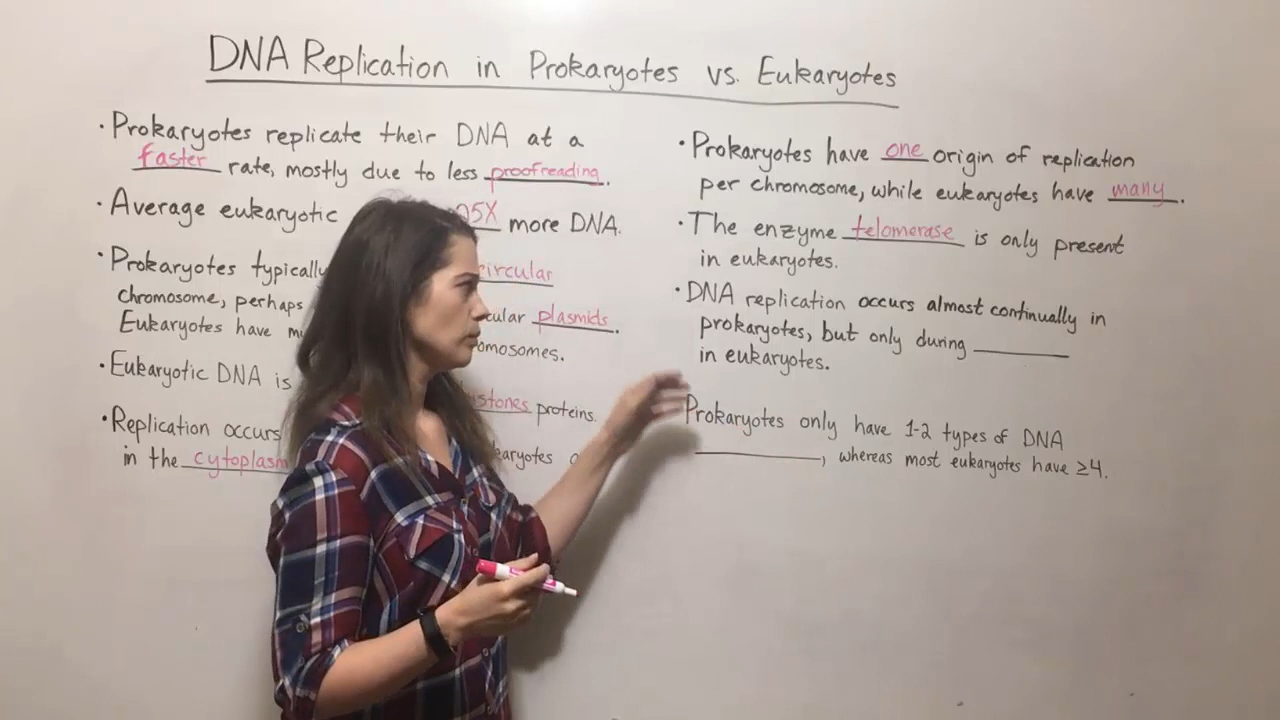 DNA Replication in Prokaryotes vs. Eukaryotes
• Prokaryotes replicate their DNA at a
faster rate, mostly due to less proofreading.
• Average eukaryotic 25X more DNA.
• Prokaryotes typically circular
chromosome, perhaps plasmids.
Eukaryotes have
• Eukaryotic DNA is histones proteins.
• Replication occurs
in the cytoplasm
• Prokaryotes have one origin of replication
per chromosome, while eukaryotes have many.
• The enzyme telomerase is only present
in eukaryotes.
• DNA replication occurs almost continually in
prokaryotes, but only during ________
in eukaryotes.
Prokaryotes only have 1-2 types of DNA
________, whereas most eukaryotes have ≥4.